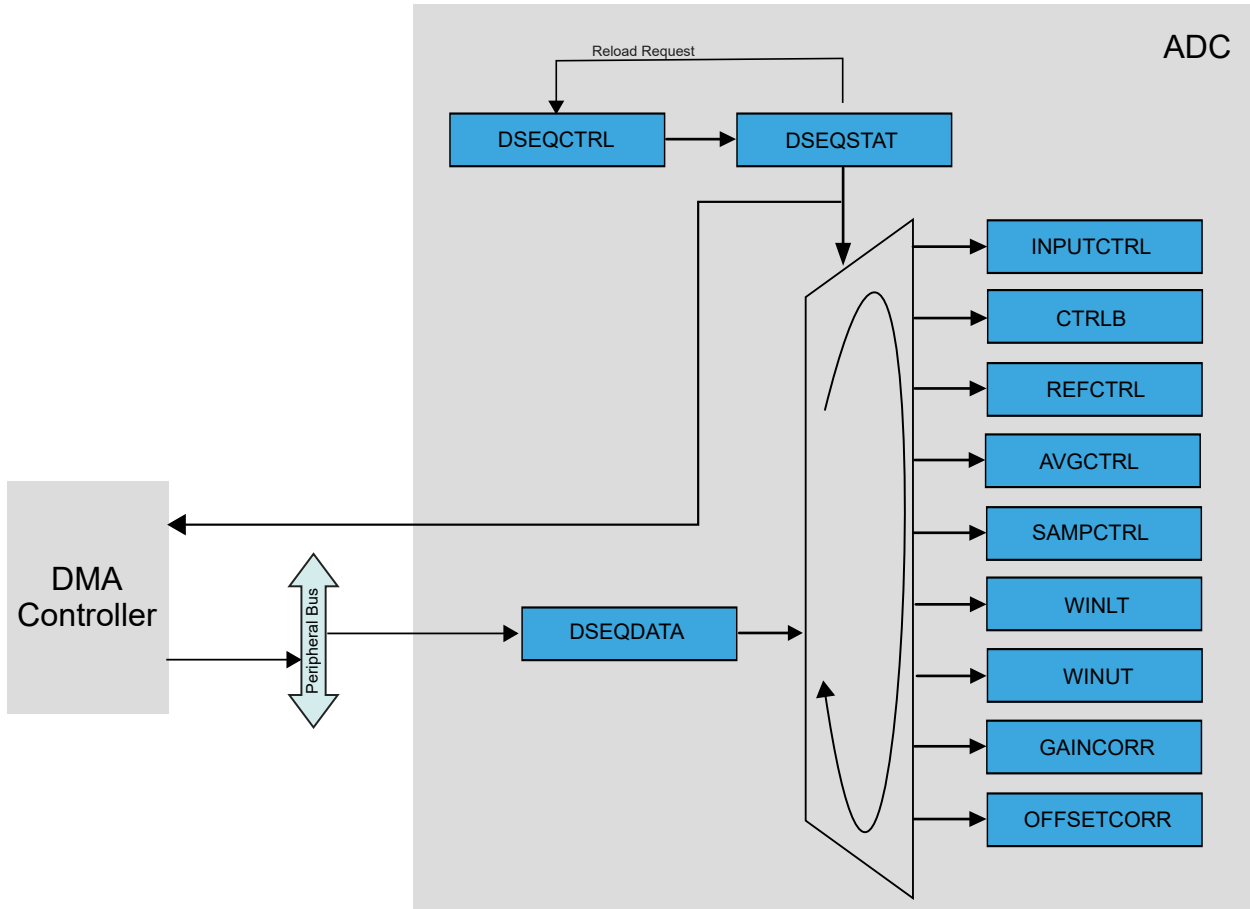 ADC
Reload Request
DSEQCTRL
DSEQSTAT
INPUTCTRL
CTRLB
REFCTRL
AVGCTRL
SAMPCTRL
DMA
Controller
Peripheral Bus
DSEQDATA
WINLT
WINUT
GAINCORR
OFFSETCORR